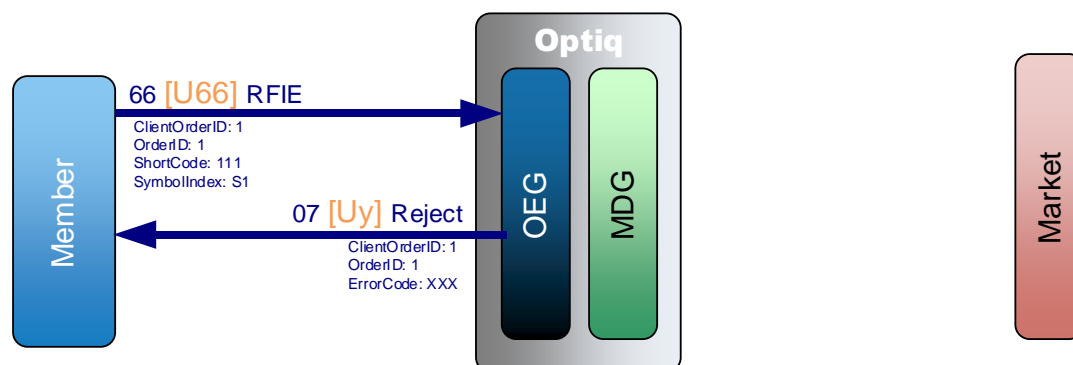 Optiq
66 [U66] RFIE
ClientOrderID: 1
OrderID: 1
ShortCode: 111
SymbolIndex: S1
07 [Uy] Reject
ClientOrderID: 1
OrderID: 1
ErrorCode: XXX
Member
OEG
MDG
Market